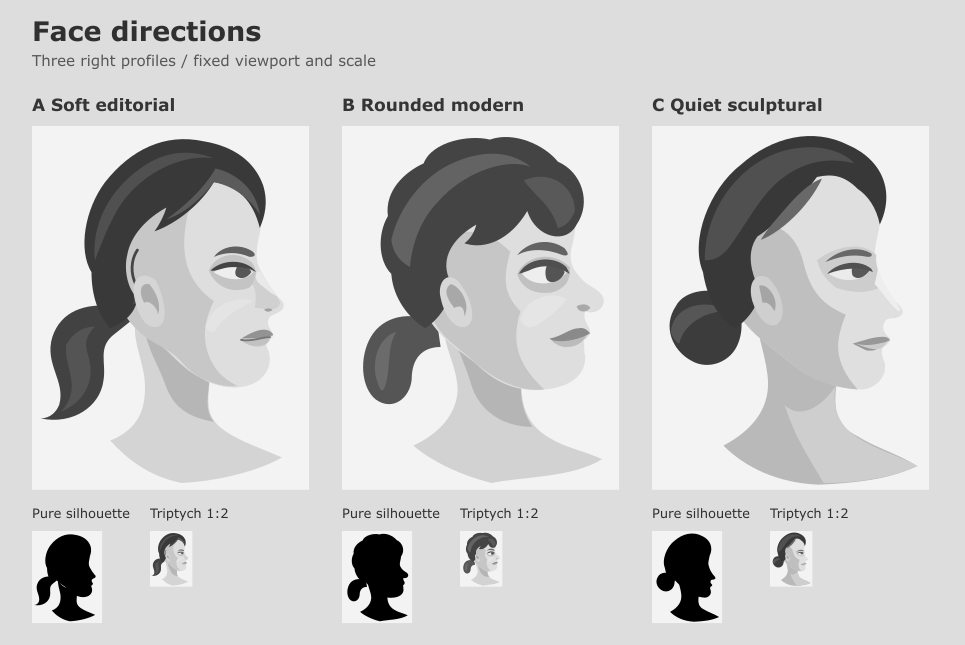 Face directions
Three right profiles / fixed viewport and scale
A Soft editorial
B Rounded modern
C Quiet sculptural
Pure silhouette
Triptych 1:2
Pure silhouette
Triptych 1:2
Pure silhouette
Triptych 1:2